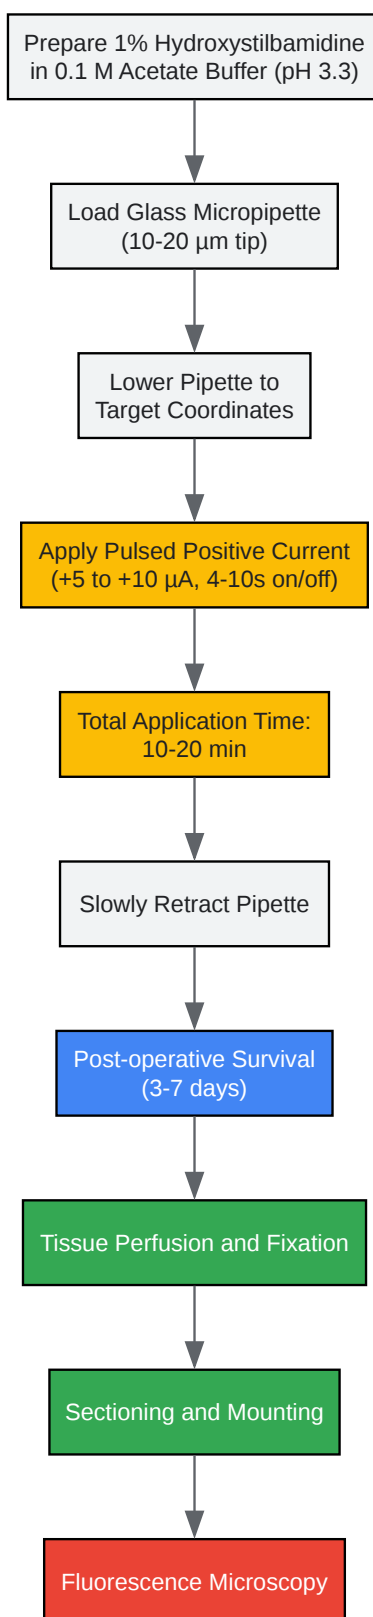 Prepare 1% Hydroxystilbamidine
in 0.1 M Acetate Buffer (pH 3.3)
Load Glass Micropipette
(10-20 µm tip)
Lower Pipette to
Target Coordinates
Apply Pulsed Positive Current
(+5 to +10 µA, 4-10s on/off)
Total Application Time:
10-20 min
Slowly Retract Pipette
Post-operative Survival
(3-7 days)
Tissue Perfusion and Fixation
Sectioning and Mounting
Fluorescence Microscopy